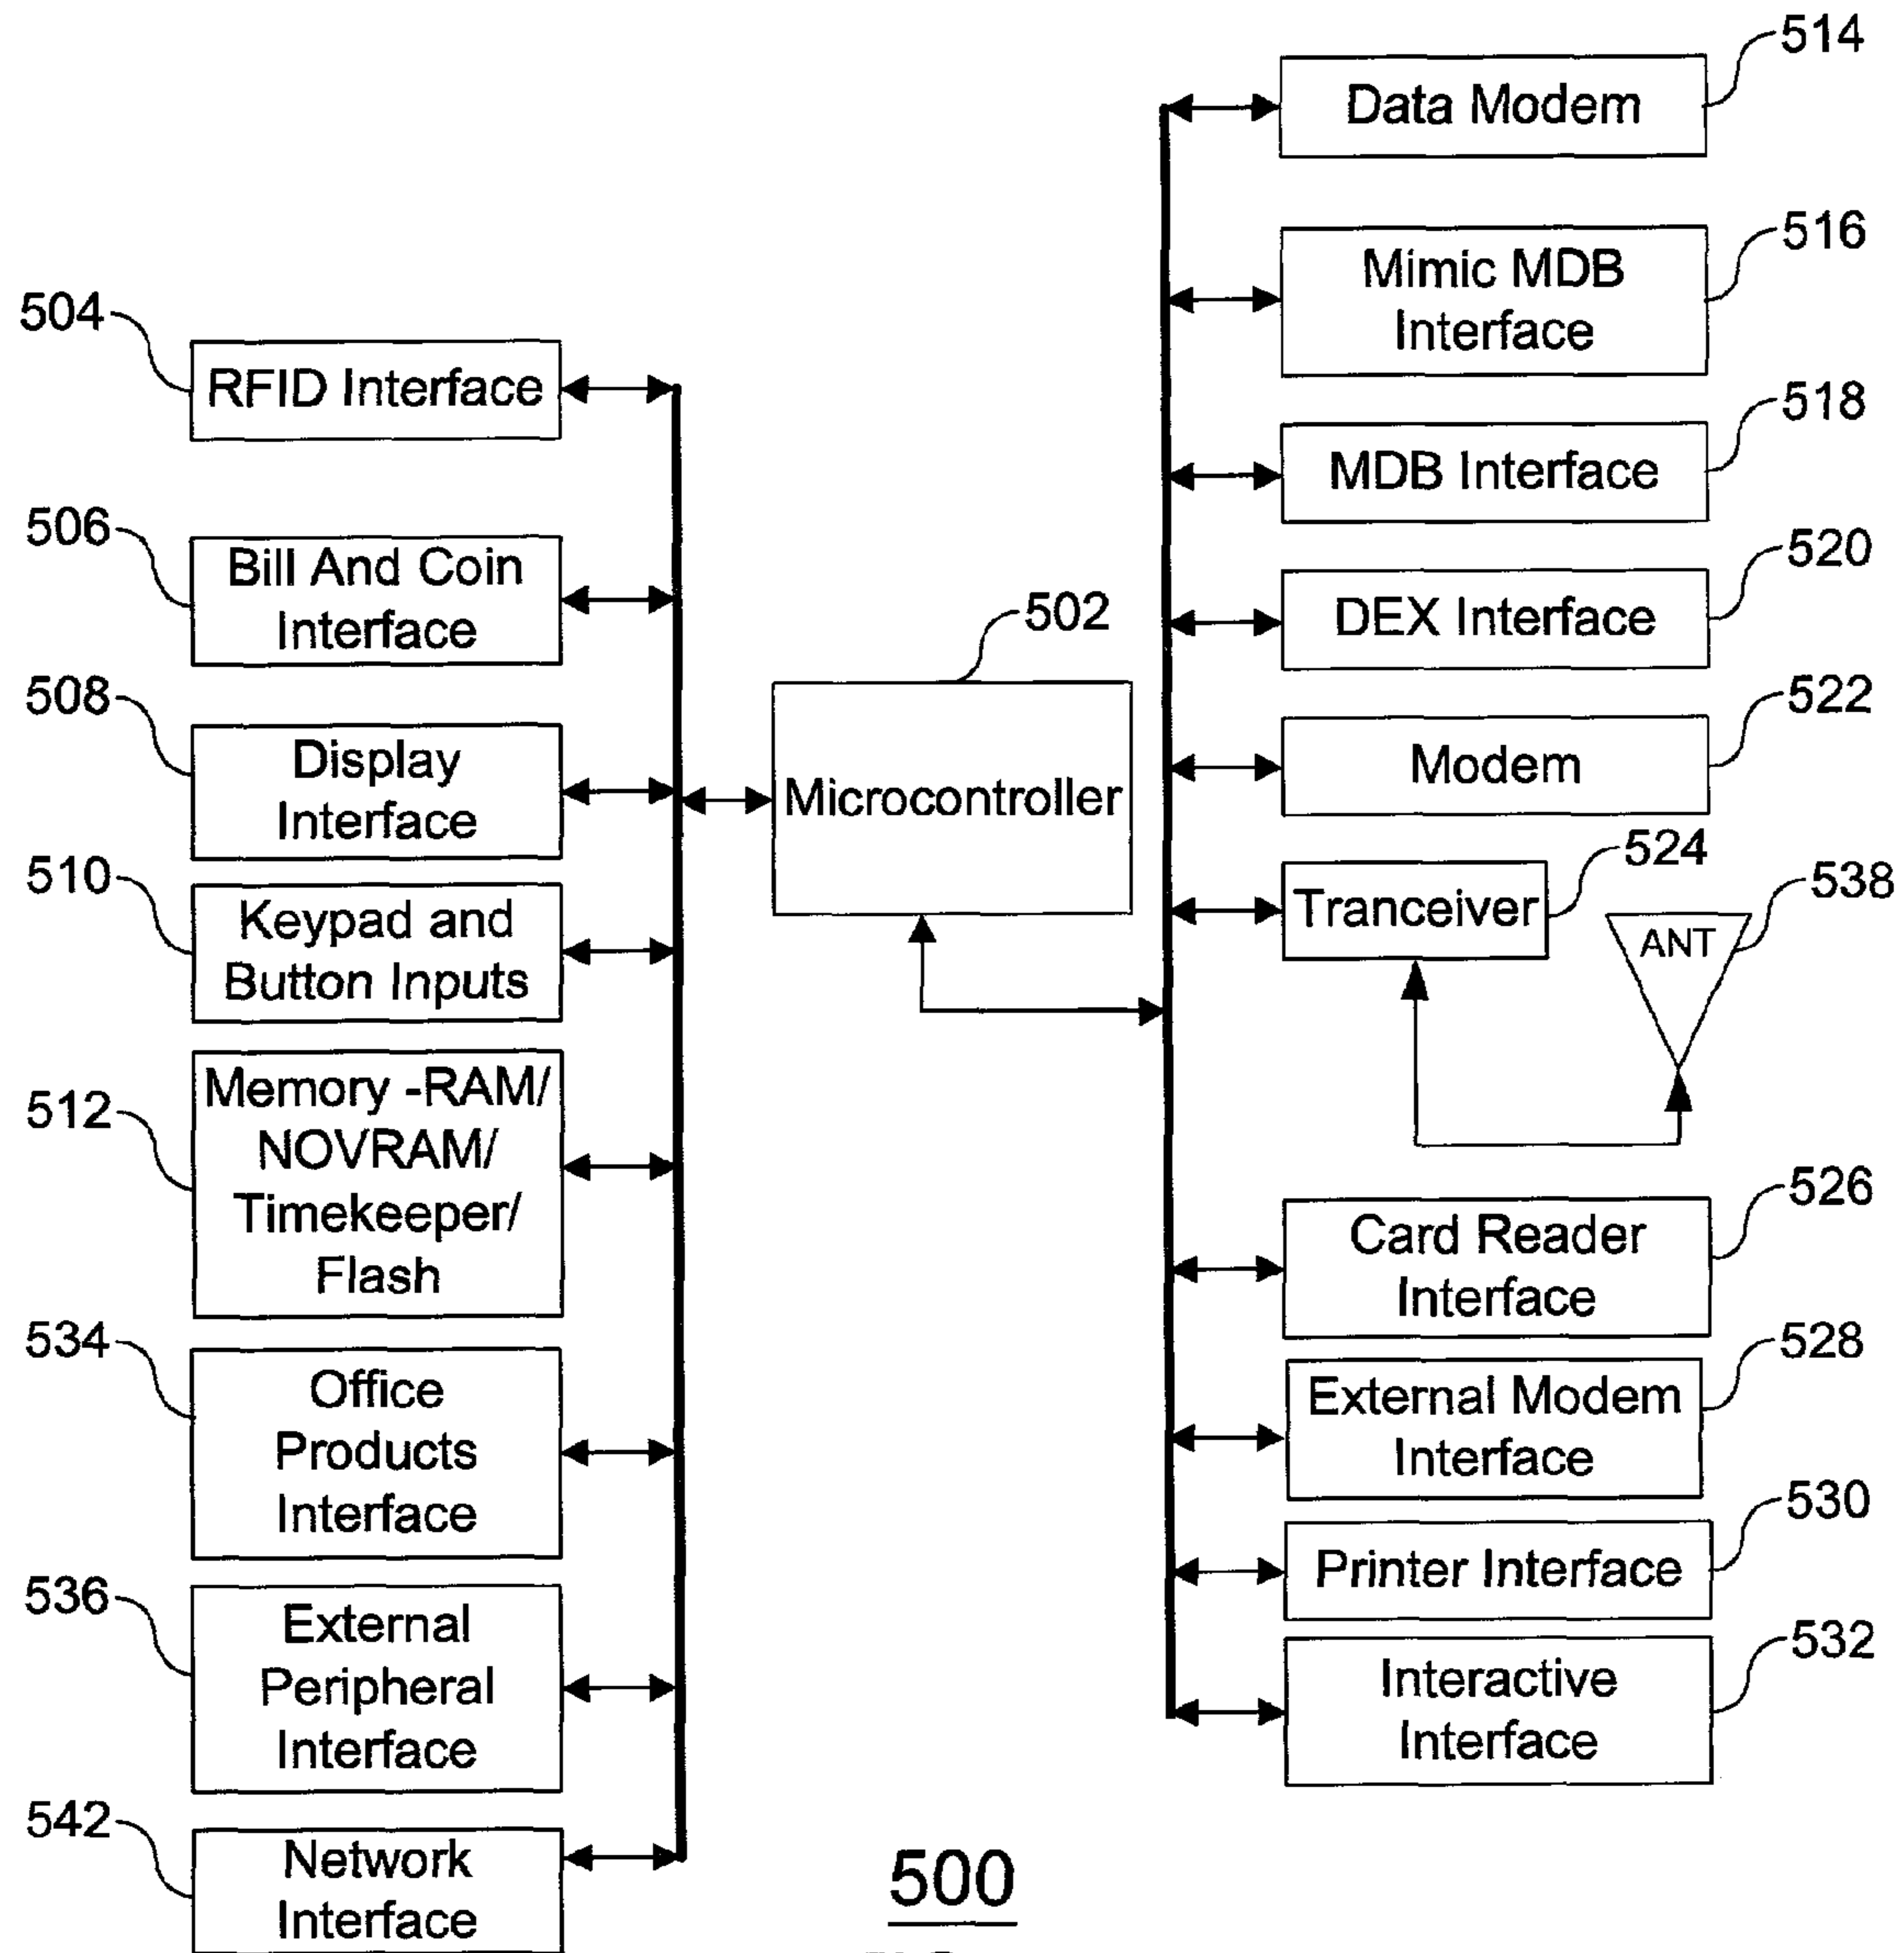 514
Data Modem
516
Mimic MDB
Interface
504
RFID Interface
518
MDB Interface
506
Bill And Coin
Interface
520
DEX Interface
502
Microcontroller
508
Display
Interface
522
Modem
510
Keypad and
Button Inputs
524
Tranceiver
538
ANT
512
Memory -RAM/
NOVRAM/
Timekeeper/
Flash
526
Card Reader
Interface
534
Office
Products
Interface
528
External Modem
Interface
530
Printer Interface
536
External
Peripheral
Interface
532
Interactive
Interface
542
Network
Interface
500